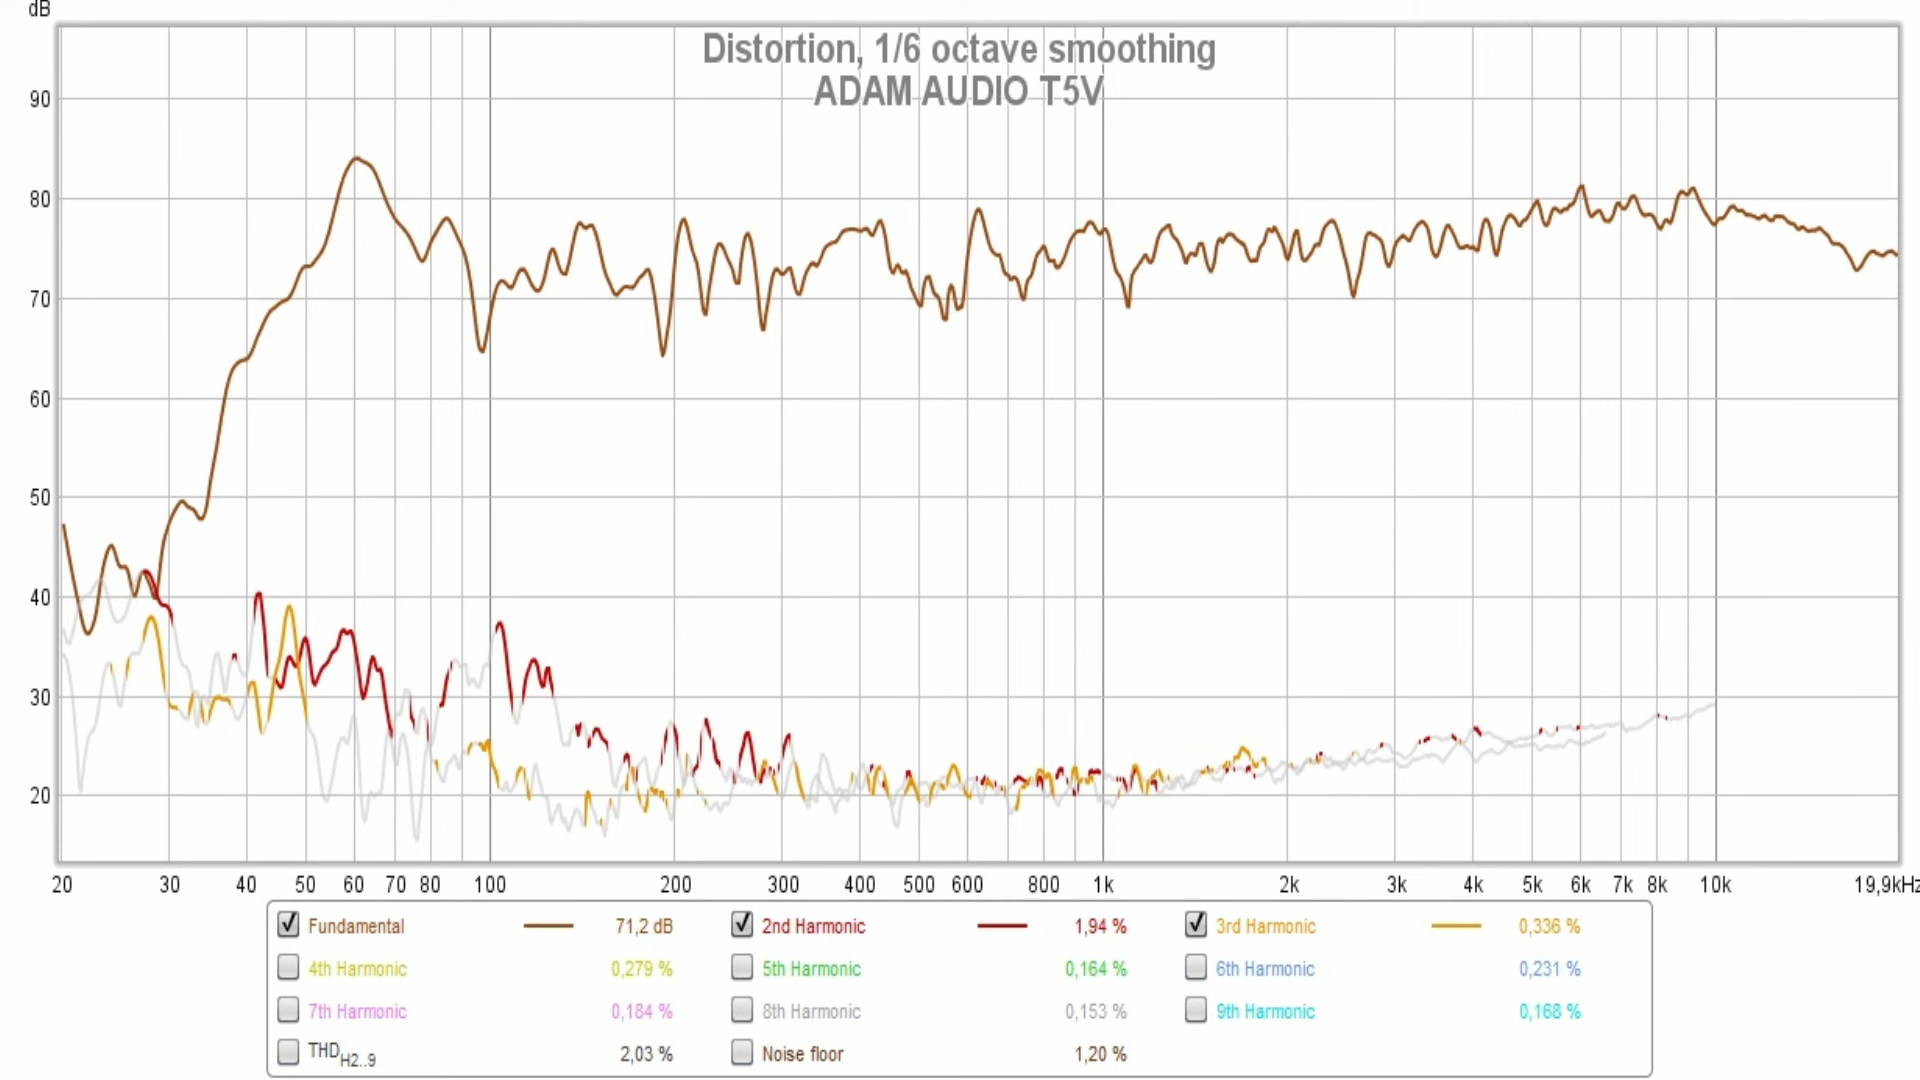 dB
Distortion, 1/6 octave smoothing
ADAM AUDIO T5V
90
80
70
60
50
40
30
20
20 30 40 50 60 70 80 100 200 300 400 500 600 800 1k 2k 3k 4k 5k 6k 7k 8k 10k 19,9kHz
Fundamental 71,2 dB 2nd Harmonic 1,94 % 3rd Harmonic 0,336 %
4th Harmonic 0,279 % 5th Harmonic 0,164 % 6th Harmonic 0,231 %
7th Harmonic 0,184 % 8th Harmonic 0,153 % 9th Harmonic 0,168 %
THD H2..9 2,03 % Noise floor 1,20 %